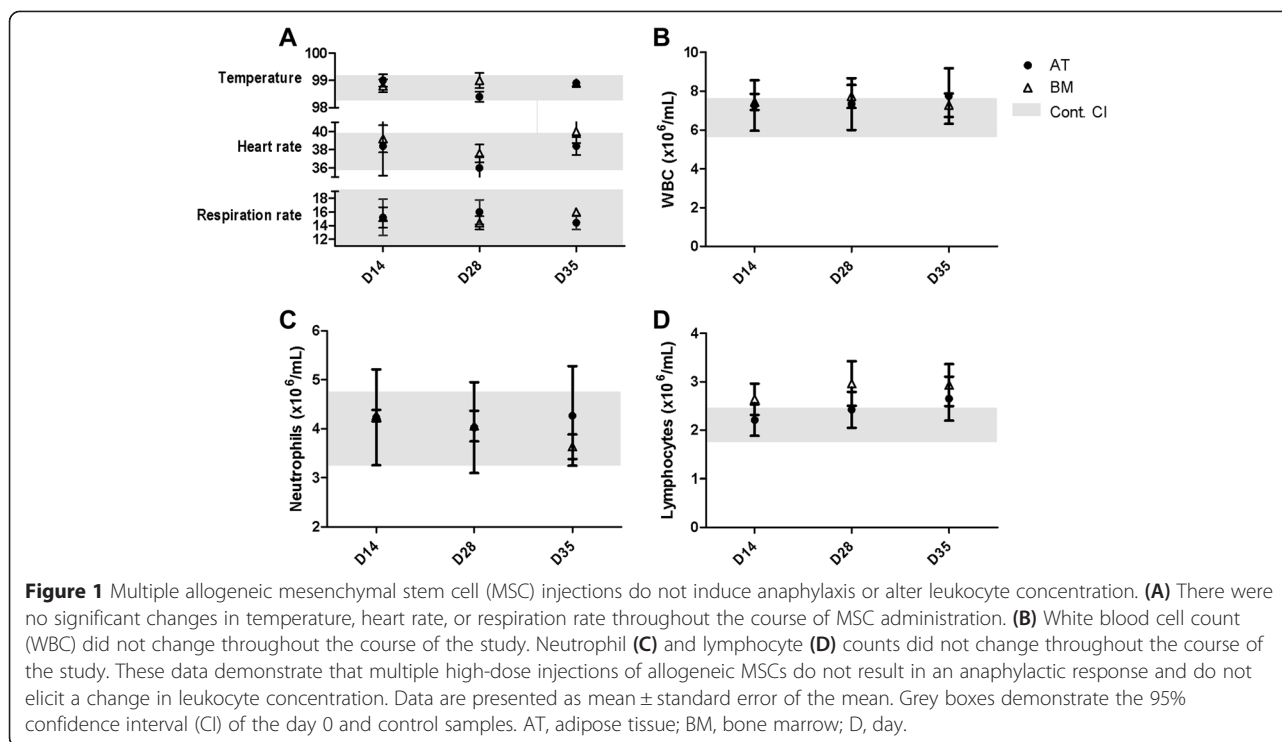 A
Temperature
100
99
98
Heart rate
40
38
36
Respiration rate
18
16
14
12
D14
D28
D35
B
WBC (x10⁶/mL)
10
8
6
4
2
0
D14
D28
D35
AT
BM
Cont. CI
C
Neutrophils (x10⁶/mL)
6
5
4
3
2
D14
D28
D35
D
Lymphocytes (x10⁶/mL)
4
3
2
1
0
D14
D28
D35
Figure 1 Multiple allogeneic mesenchymal stem cell (MSC) injections do not induce anaphylaxis or alter leukocyte concentration. (A) There were
no significant changes in temperature, heart rate, or respiration rate throughout the course of MSC administration. (B) White blood cell count
(WBC) did not change throughout the course of the study. Neutrophil (C) and lymphocyte (D) counts did not change throughout the course of
the study. These data demonstrate that multiple high-dose injections of allogeneic MSCs do not result in an anaphylactic response and do not
elicit a change in leukocyte concentration. Data are presented as mean ± standard error of the mean. Grey boxes demonstrate the 95%
confidence interval (CI) of the day 0 and control samples. AT, adipose tissue; BM, bone marrow; D, day.